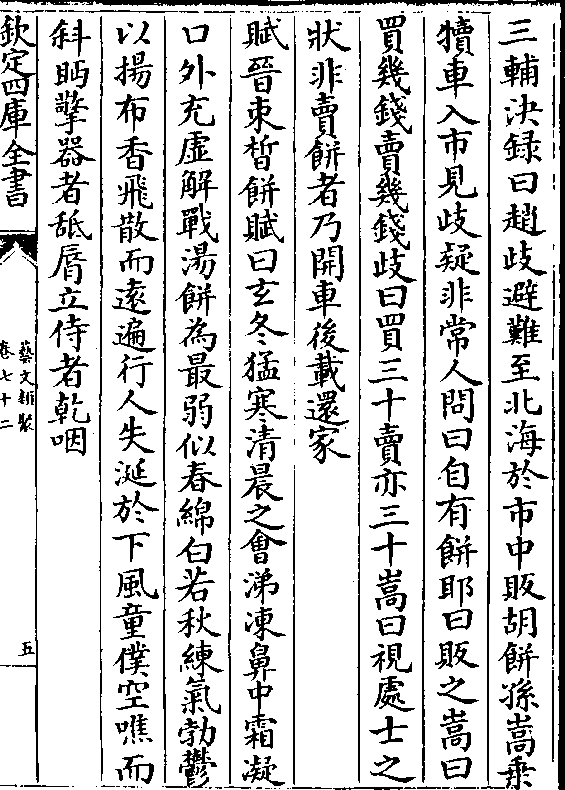 三輔決録曰趙歧避難至北海於市中販胡餅孫嵩乗
犢車入市見歧疑非常人問曰自有餅耶曰販之嵩曰
買幾錢賣幾錢歧曰買三十賣亦三十嵩曰視處士之
狀非賣餅者乃開車後載還家
賦晉束晳餅賦曰玄冬猛寒清晨之會涕凍鼻中霜凝
口外充虛解戰湯餅為最弱似春綿白若秋練氣勃鬱
以揚布香飛散而逺遍行人失涎於下風童僕空噍而
斜眄擎器者舐脣立侍者乾咽
欽定四庫全書
藝文類聚
卷七十二
五